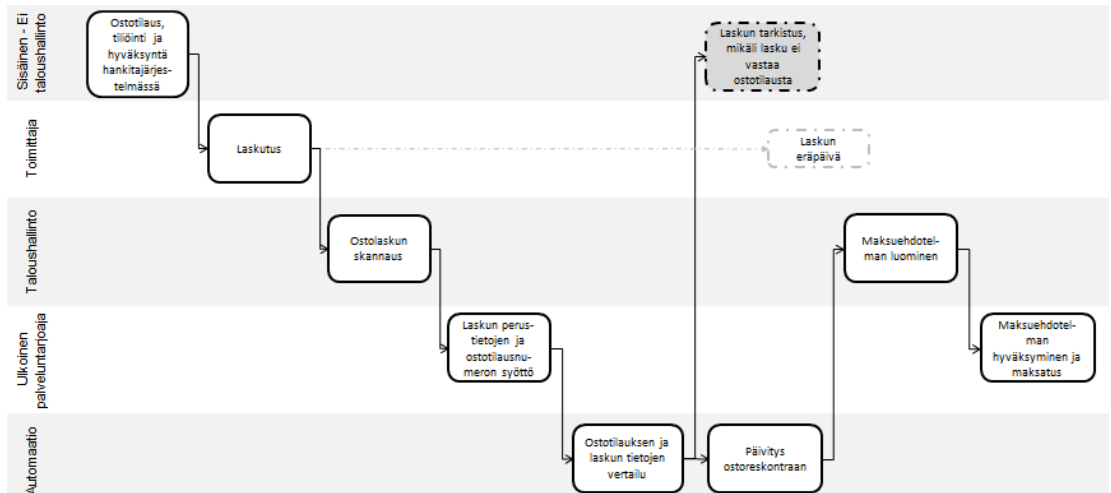 Sisäinen - Ei
taloushallinto
Ostotilaus,
tiliöinti ja
hyväksyntä
hankitajärjes-
telmässä
Laskun tarkistus,
mikäli lasku ei
vastaa
ostotilausta
Toimittaja
Laskutus
Laskun
eräpäivä
Taloushallinto
Ostolaskun
skannaus
Maksuehdotel-
man luominen
Ulkoinen
palveluntarjoaja
Laskun perus-
tietojen ja
ostotilausnu-
meron syöttö
Maksuehdotel-
man
hyväksyminen ja
maksatus
Automaatio
Ostotilauksen ja
laskun tietojen
vertailu
Päivitys
ostoreskontraan